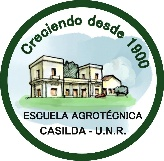 Creciendo desde 1900
ESCUELA AGROTÉCNICA
CASILDA - U.N.R.